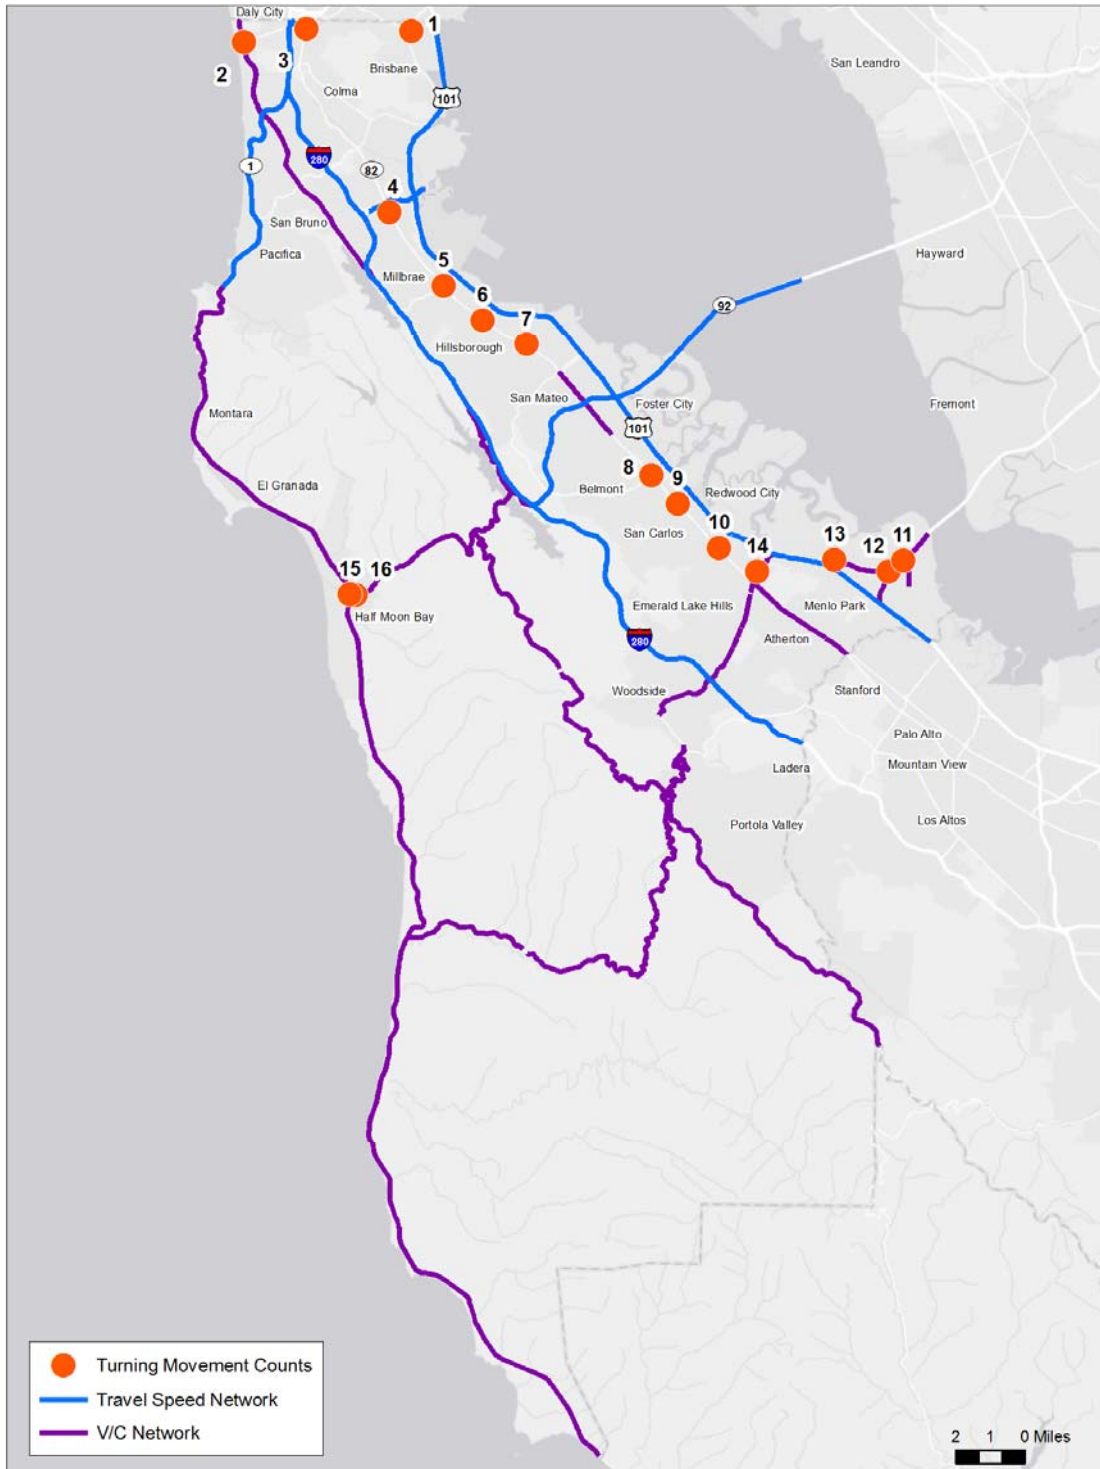 Daly City
1
San Leandro
2
3
Brisbane
Colma
101
280
1
82
4
San Bruno
Pacifica
Hayward
5
Millbrae
6
92
7
Hillsborough
San Mateo
Foster City
Fremont
Montara
101
8
9
Belmont
Redwood City
El Granada
San Carlos
10
13
11
12
14
15
16
Half Moon Bay
Emerald Lake Hills
Menlo Park
Atherton
280
Woodside
Stanford
Palo Alto
Ladera
Mountain View
Portola Valley
Los Altos
Turning Movement Counts
Travel Speed Network
V/C Network
2 1 0 Miles